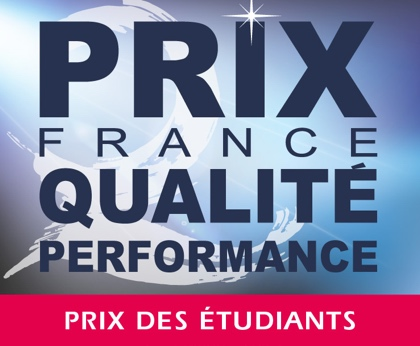 PRIX
FRANCE
QUALITÉ
PERFORMANCE
PRIX DES ÉTUDIANTS